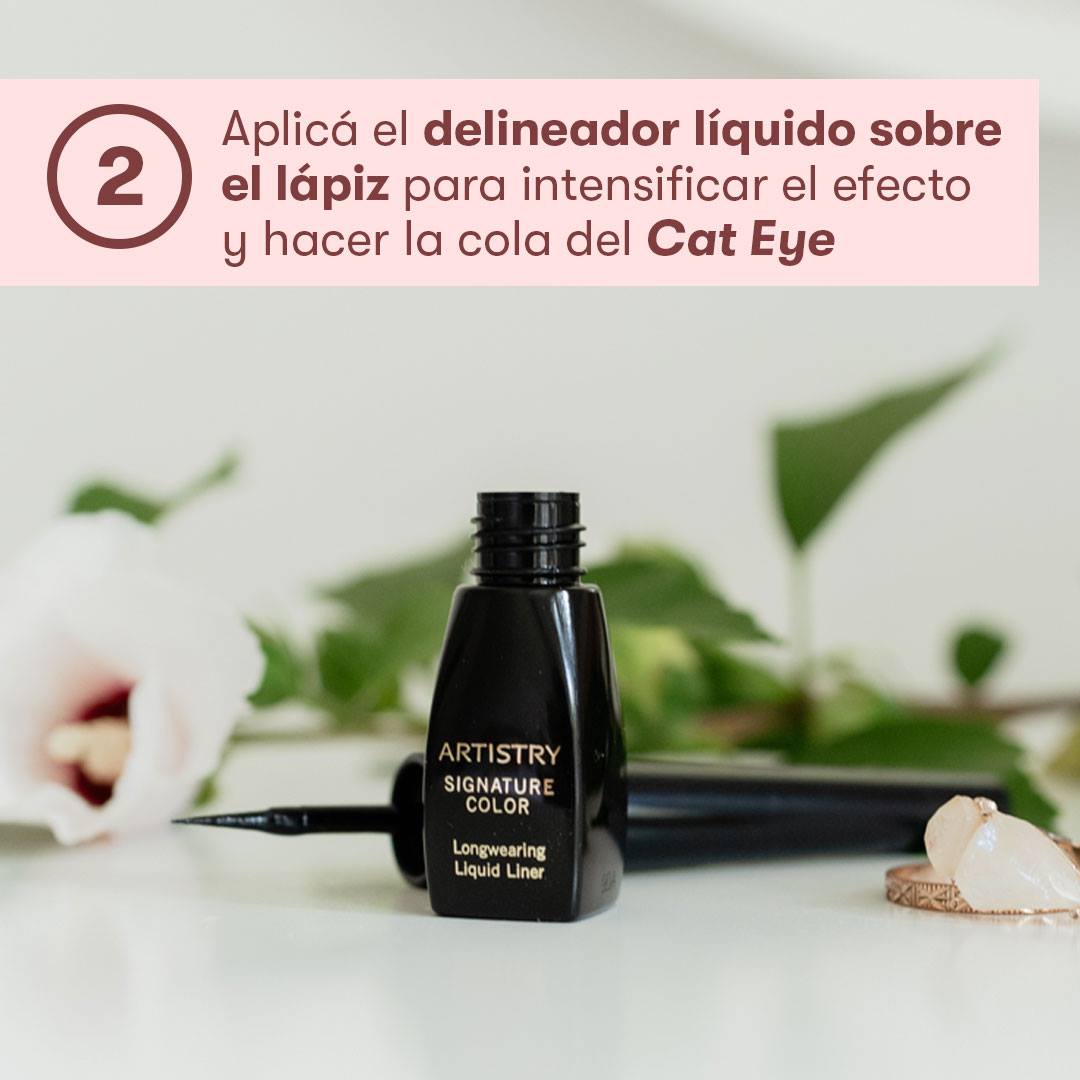 2
Aplicá el delineador líquido sobre
el lápiz para intensificar el efecto
y hacer la cola del Cat Eye
ARTISTRY
SIGNATURE
COLOR
Longwearing
Liquid Liner